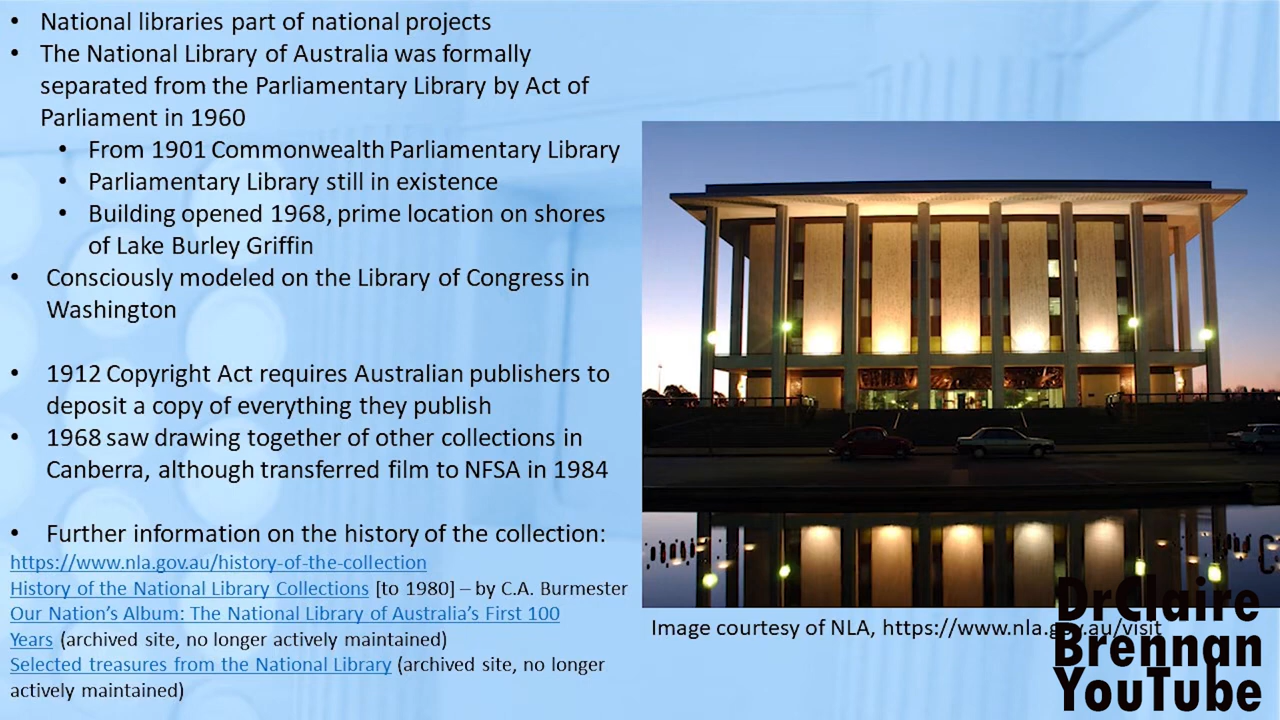 • National libraries part of national projects
• The National Library of Australia was formally
separated from the Parliamentary Library by Act of
Parliament in 1960
• From 1901 Commonwealth Parliamentary Library
• Parliamentary Library still in existence
• Building opened 1968, prime location on shores
of Lake Burley Griffin
• Consciously modeled on the Library of Congress in
Washington
• 1912 Copyright Act requires Australian publishers to
deposit a copy of everything they publish
• 1968 saw drawing together of other collections in
Canberra, although transferred film to NFSA in 1984
• Further information on the history of the collection:
https://www.nla.gov.au/history-of-the-collection
History of the National Library Collections [to 1980] – by C.A. Burmester
Our Nation’s Album: The National Library of Australia’s First 100
Years (archived site, no longer actively maintained)
Selected treasures from the National Library (archived site, no longer
actively maintained)
Image courtesy of NLA, https://www.nla.gov.au/visit
DrClaire
Brennan
YouTube